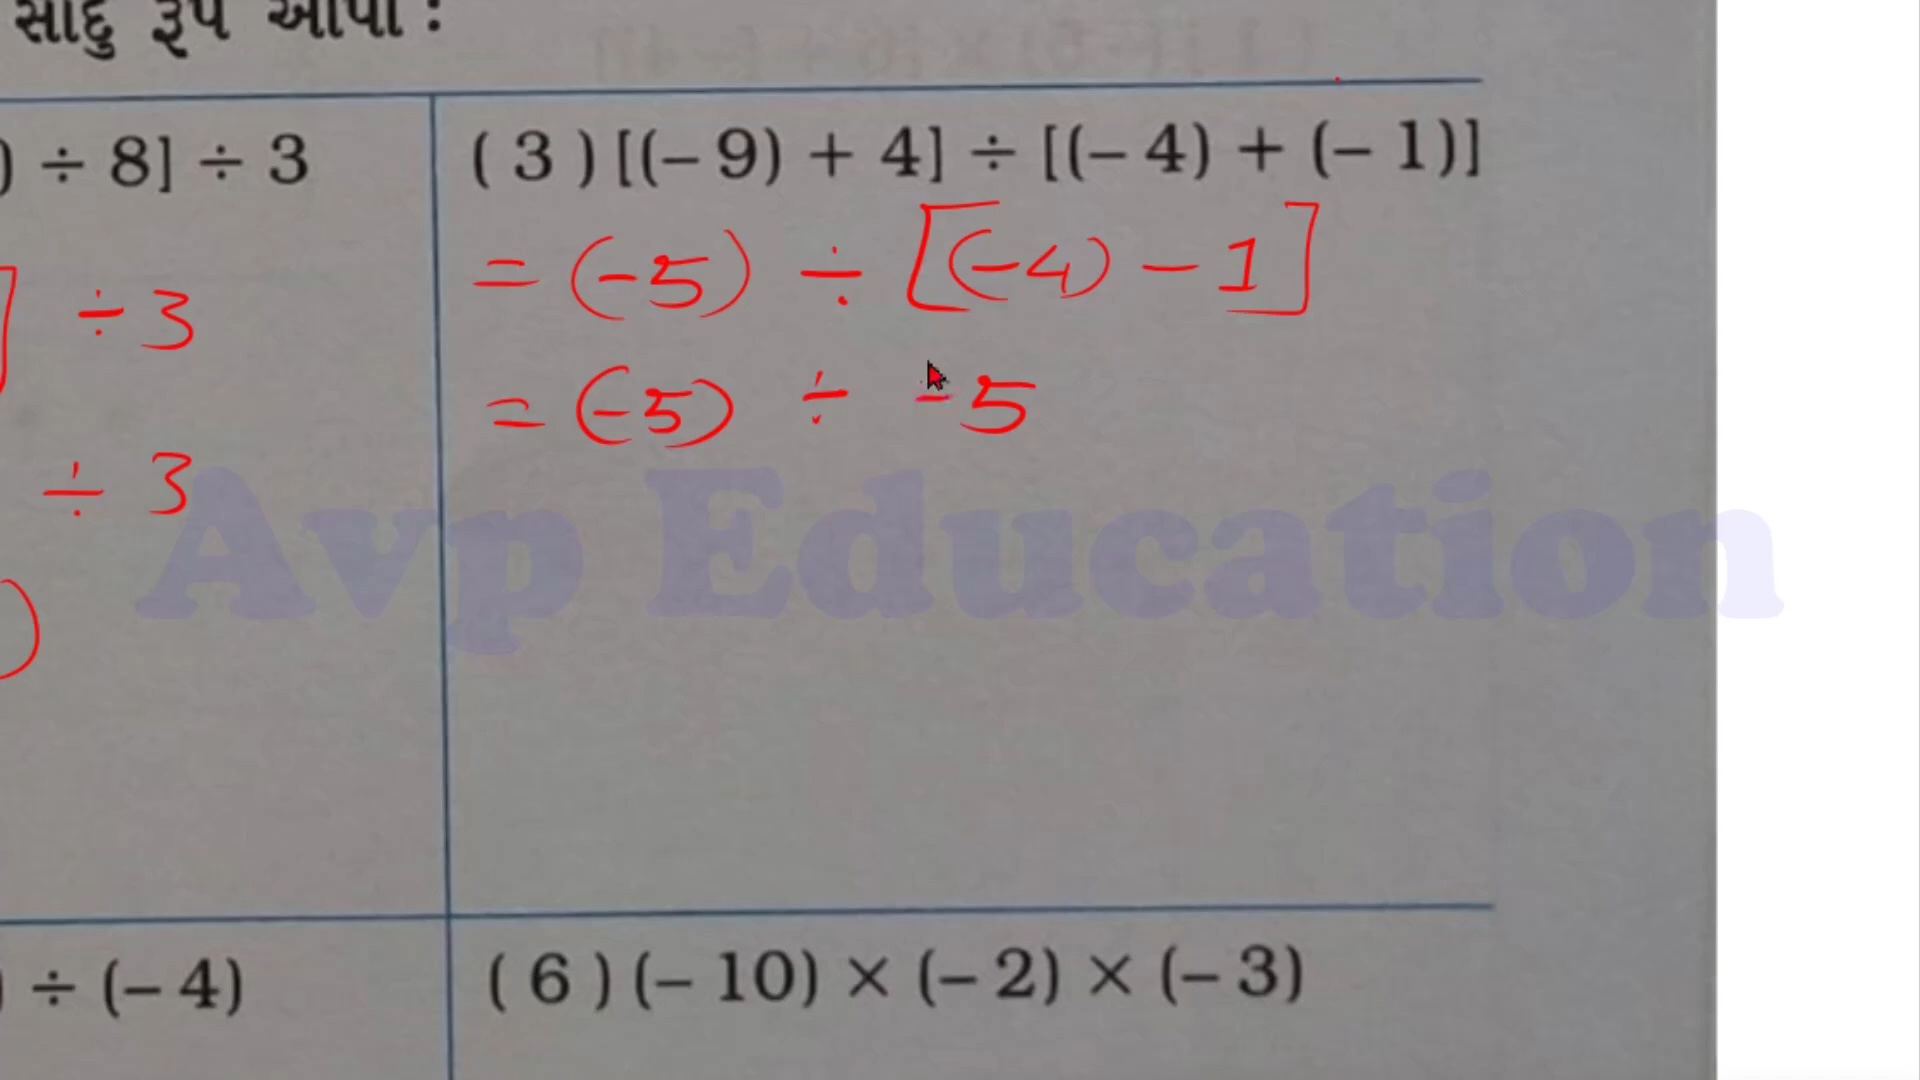 સાદું રૂપ આપો :
) ÷ 8] ÷ 3
] ÷ 3
÷ 3
)
( 3 ) [(– 9) + 4] ÷ [(– 4) + (– 1)]
= (-5) ÷ [(-4) - 1]
= (-5) ÷ -5
Avp Education
) ÷ (– 4)
( 6 ) (– 10) × (– 2) × (– 3)